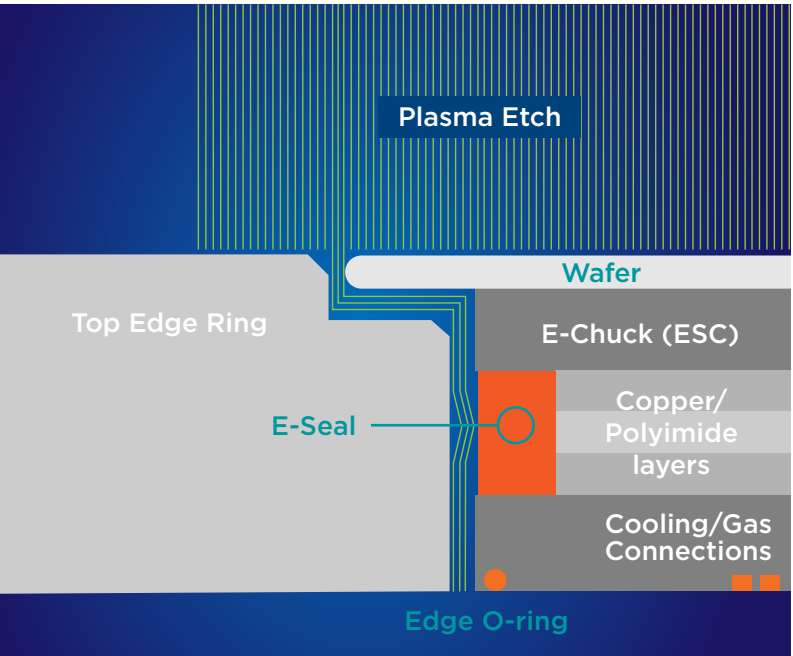 Plasma Etch
Wafer
Top Edge Ring
E-Chuck (ESC)
E-Seal
Copper/
Polyimide
layers
Cooling/Gas
Connections
Edge O-ring